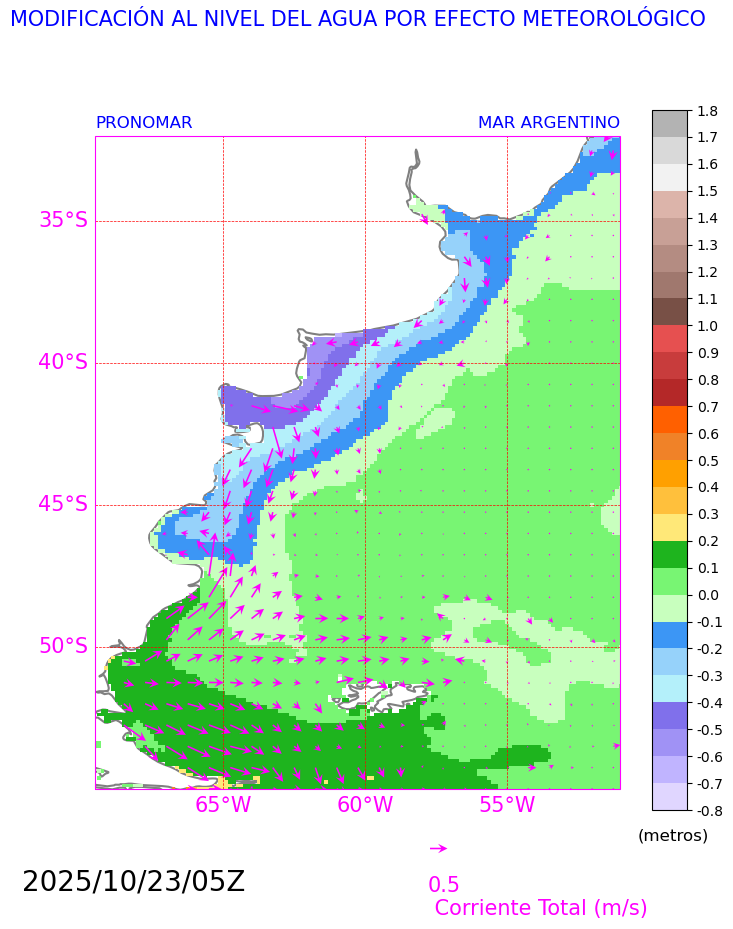 MODIFICACIÓN AL NIVEL DEL AGUA POR EFECTO METEOROLÓGICO
PRONOMAR MAR ARGENTINO
35°S
40°S
45°S
50°S
65°W 60°W 55°W
1.8
1.7
1.6
1.5
1.4
1.3
1.2
1.1
1.0
0.9
0.8
0.7
0.6
0.5
0.4
0.3
0.2
0.1
0.0
-0.1
-0.2
-0.3
-0.4
-0.5
-0.6
-0.7
-0.8
(metros)
2025/10/23/05Z
0.5
Corriente Total (m/s)